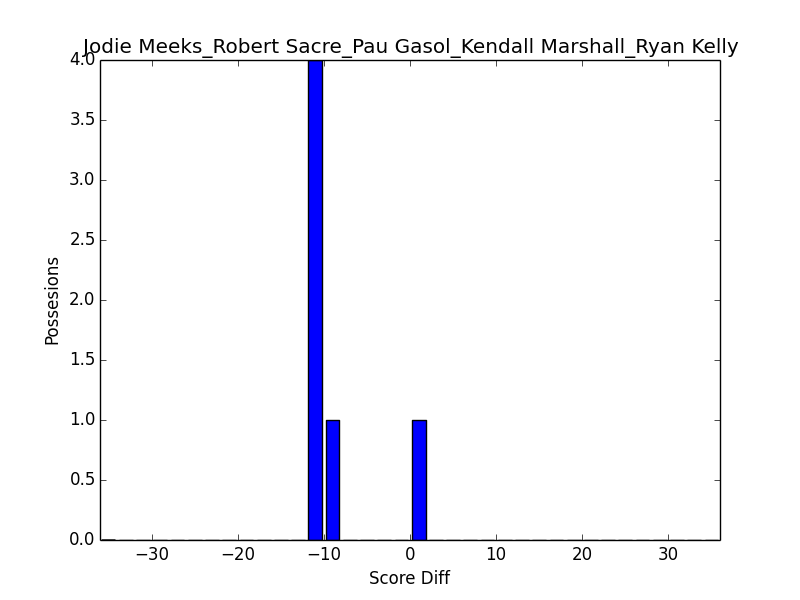 Jodie Meeks_Robert Sacre_Pau Gasol_Kendall Marshall_Ryan Kelly
4.0
3.5
3.0
2.5
2.0
1.5
1.0
0.5
0.0
Possesions
−30 −20 −10 0 10 20 30
Score Diff